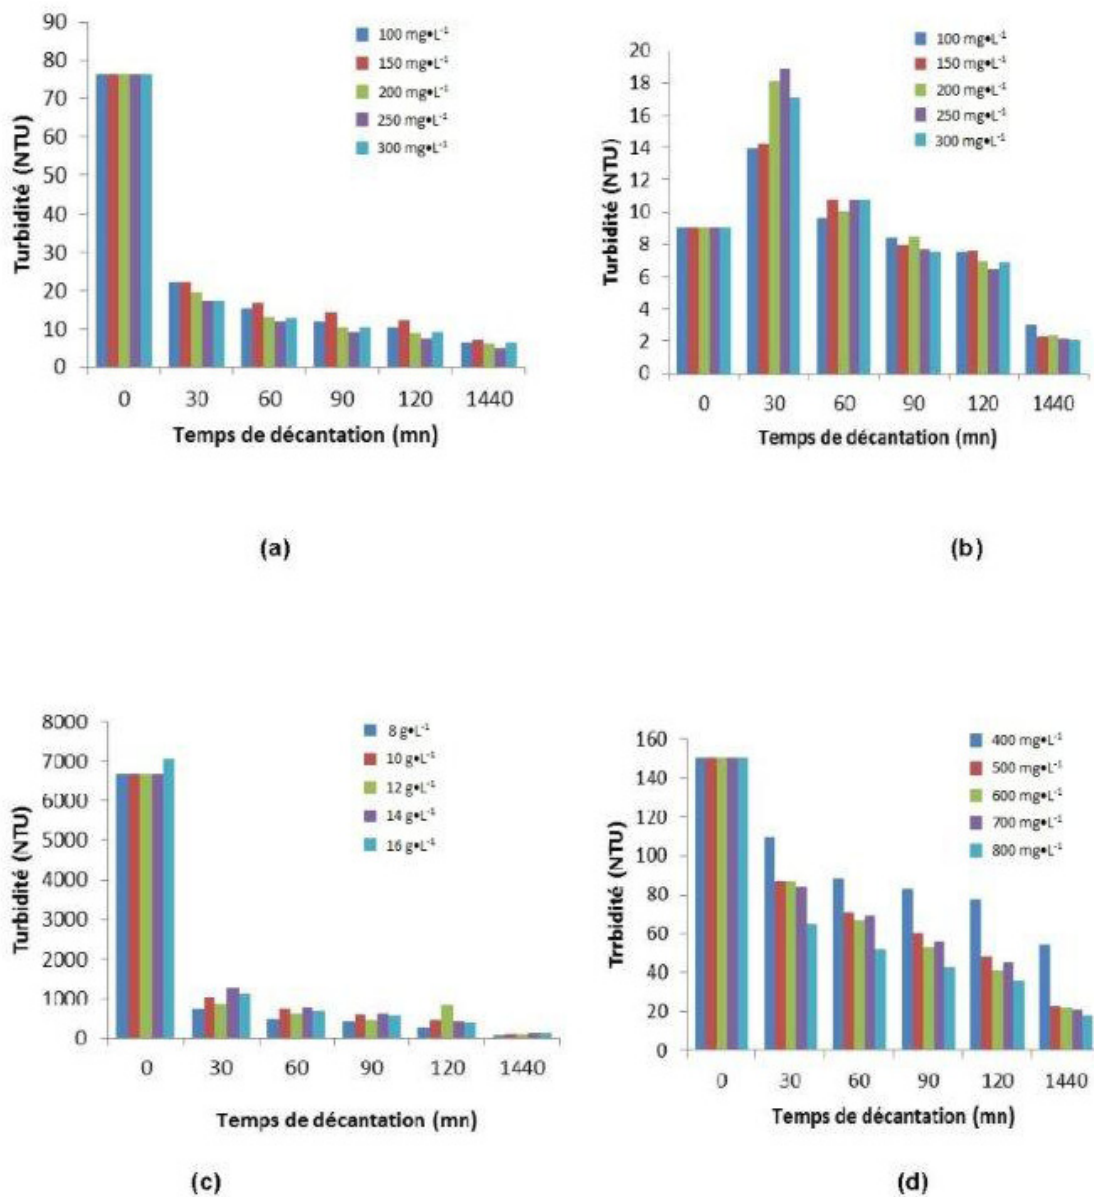 90
80
70
60
50
40
30
20
10
0
Turbidité (NTU)
100 mg•L-1
150 mg•L-1
200 mg•L-1
250 mg•L-1
300 mg•L-1
0 30 60 90 120 1440
Temps de décantation (mn)
(a)
20
18
16
14
12
10
8
6
4
2
0
Turbidité (NTU)
100 mg•L-1
150 mg•L-1
200 mg•L-1
250 mg•L-1
300 mg•L-1
0 30 60 90 120 1440
Temps de décantation (mn)
(b)
8000
7000
6000
5000
4000
3000
2000
1000
0
Turbidité (NTU)
8 g•L-1
10 g•L-1
12 g•L-1
14 g•L-1
16 g•L-1
0 30 60 90 120 1440
Temps de décantation (mn)
(c)
160
140
120
100
80
60
40
20
0
Trrbidité (NTU)
400 mg•L-1
500 mg•L-1
600 mg•L-1
700 mg•L-1
800 mg•L-1
0 30 60 90 120 1440
Temps de décantation (mn)
(d)